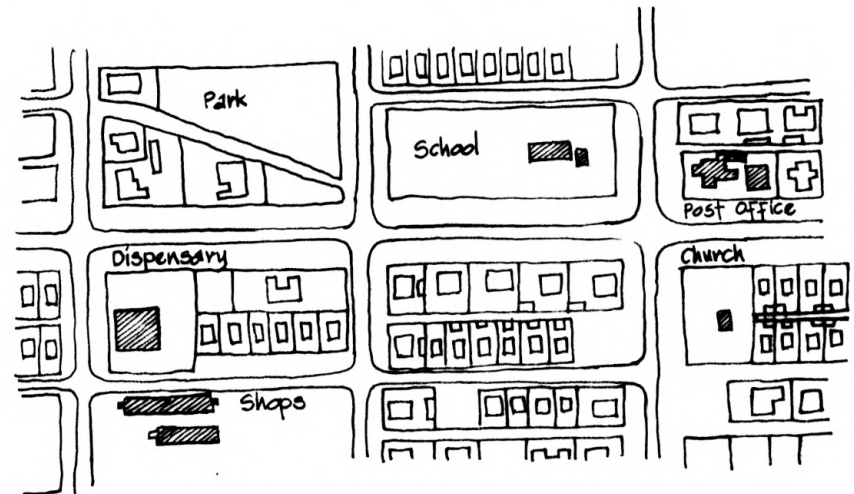 Park
School
Post Office
Dispensary
Church
Shops